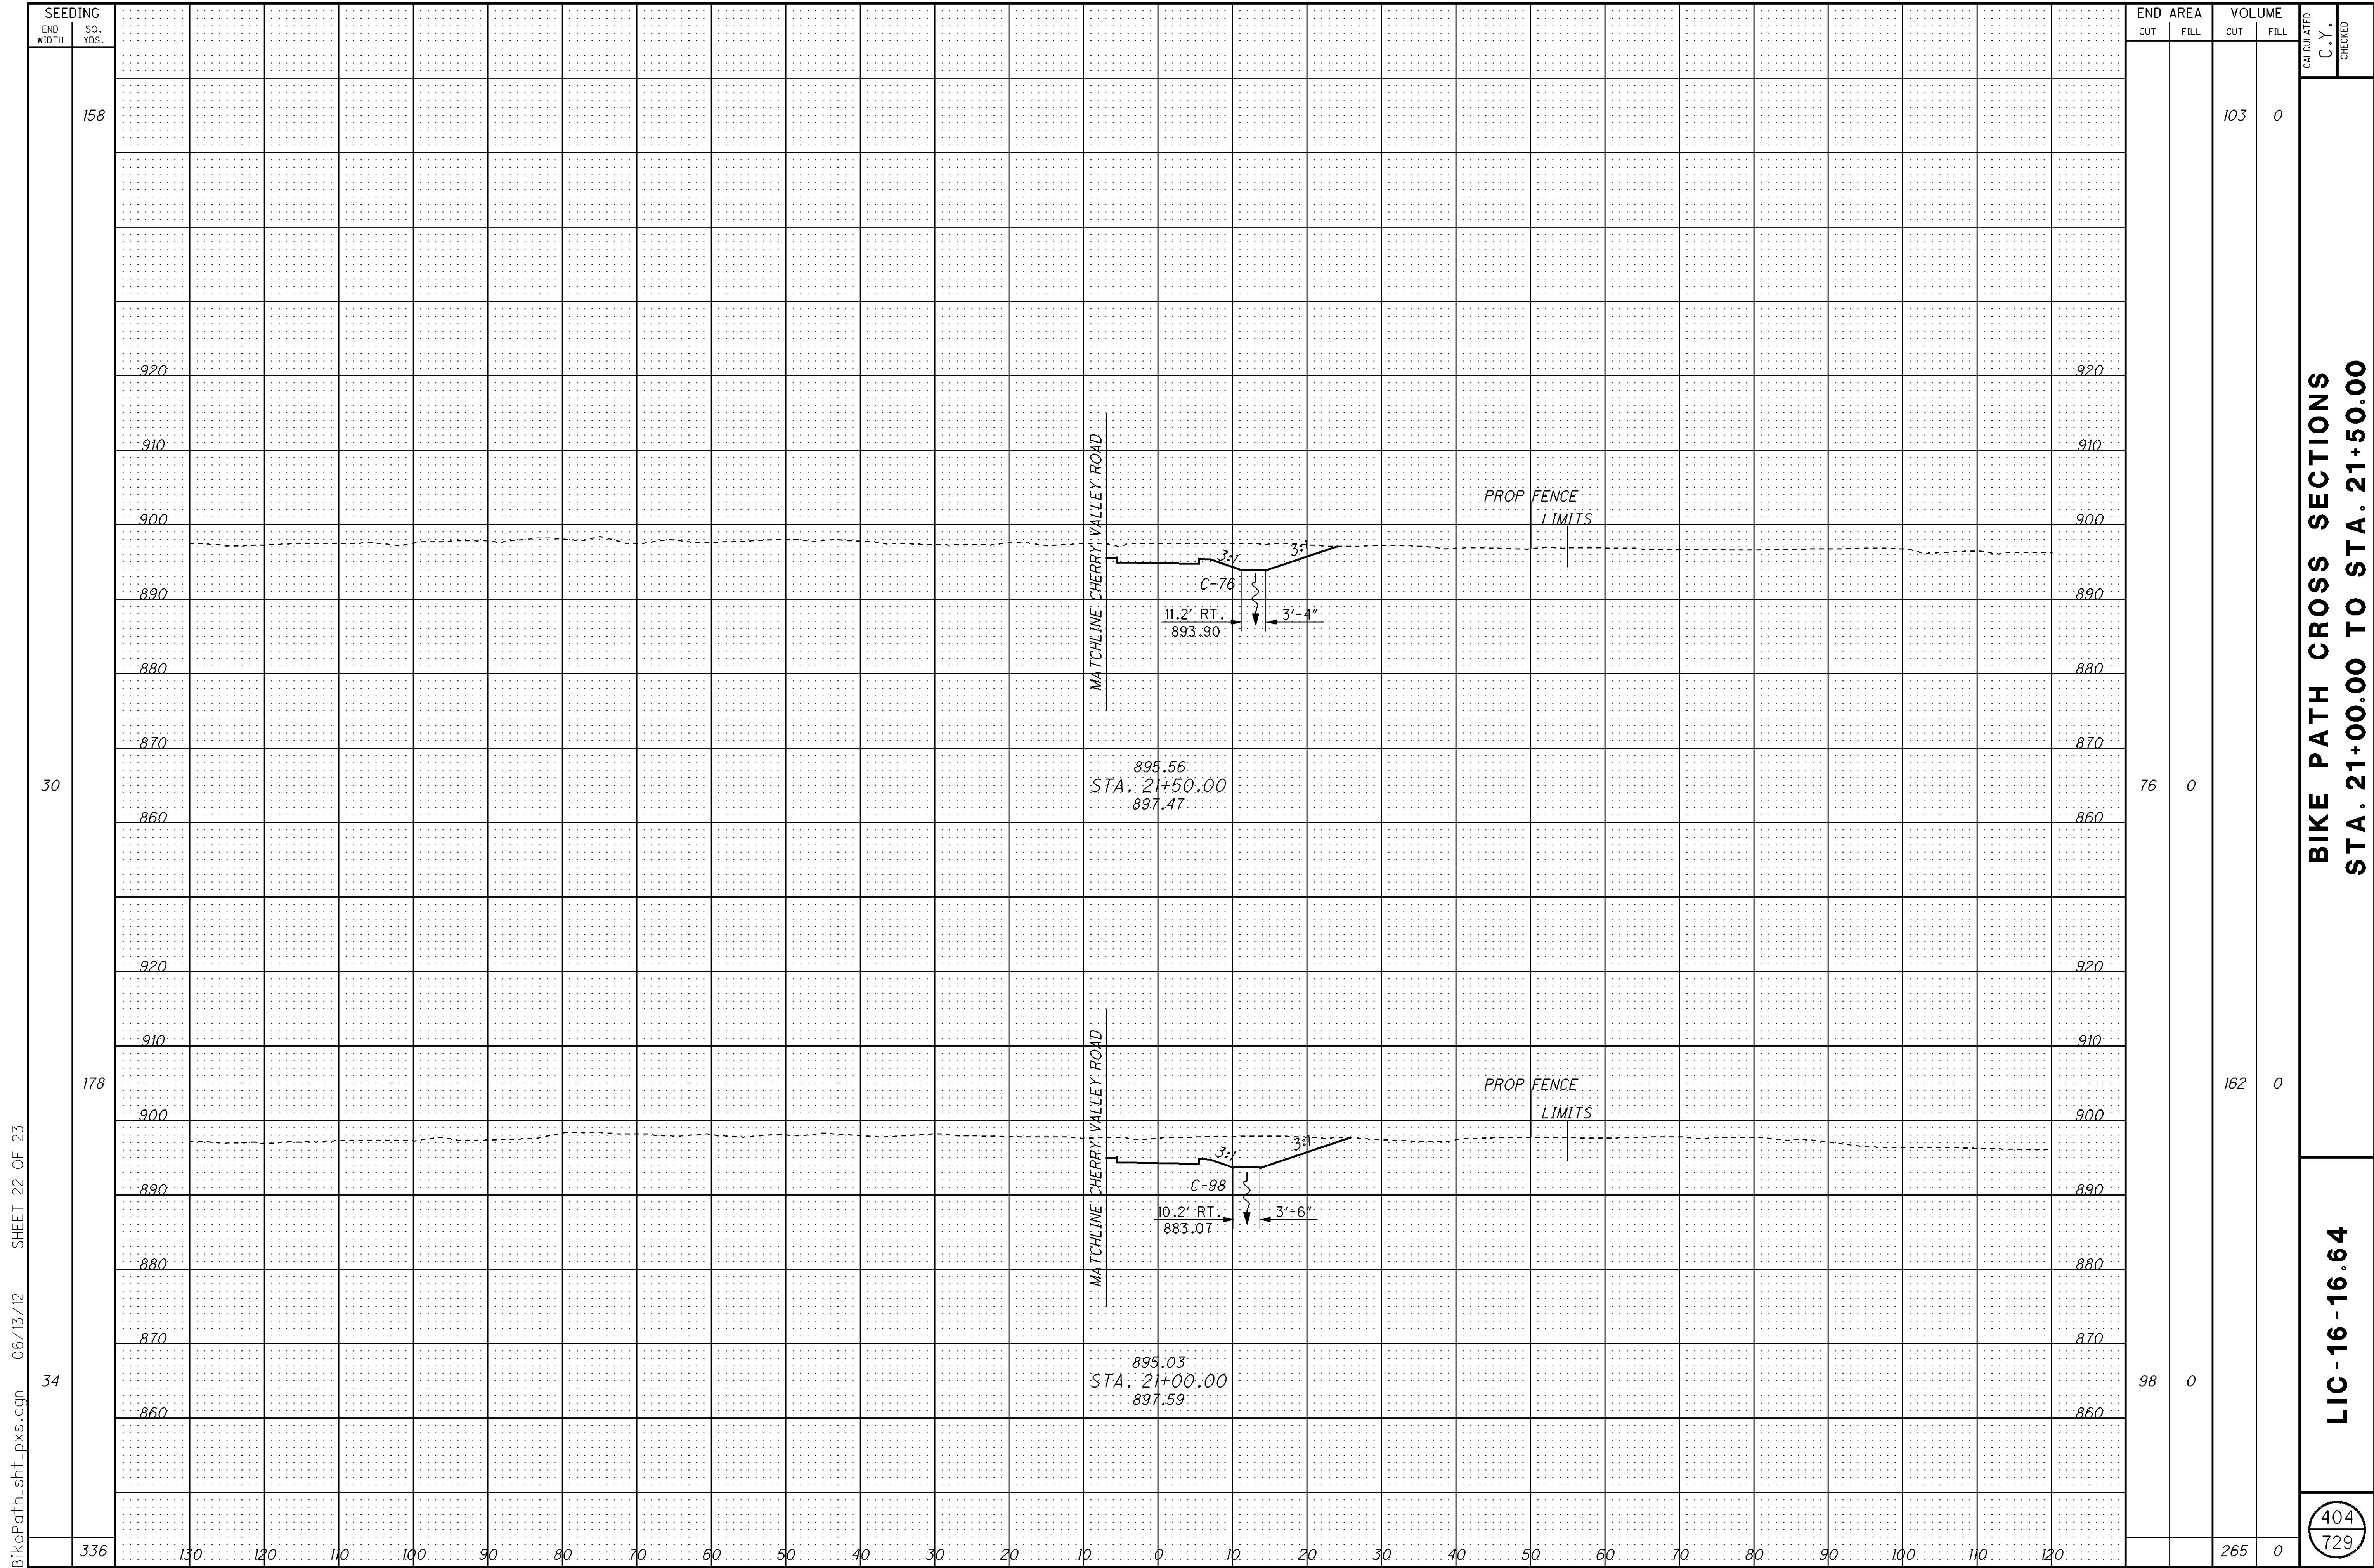 SEEDING
END WIDTH
SQ. YDS.
END AREA
VOLUME
CUT
FILL
CUT
FILL
CALCULATED
C.Y.
CHECKED
158
103
0
920
920
910
910
PROP FENCE
LIMITS
900
900
3:1
3:1
C-76
890
890
11.2' RT.
893.90
3'-4"
MATCHLINE CHERRY VALLEY ROAD
880
880
870
870
895.56
STA. 21+50.00
897.47
30
76
0
860
860
920
920
910
910
178
162
0
PROP FENCE
LIMITS
900
900
3:1
3:1
C-98
890
890
10.2' RT.
883.07
3'-6"
MATCHLINE CHERRY VALLEY ROAD
880
880
870
870
895.03
STA. 21+00.00
897.59
34
98
0
860
860
336
130 120 110 100 90 80 70 60 50 40 30 20 10 0 10 20 30 40 50 60 70 80 90 100 110 120
265
0
BIKE PATH CROSS SECTIONS
STA. 21+00.00 TO STA. 21+50.00
LIC-16-16.64
404
729
BikePath_sht_pxs.dgn 06/13/12 SHEET 22 OF 23